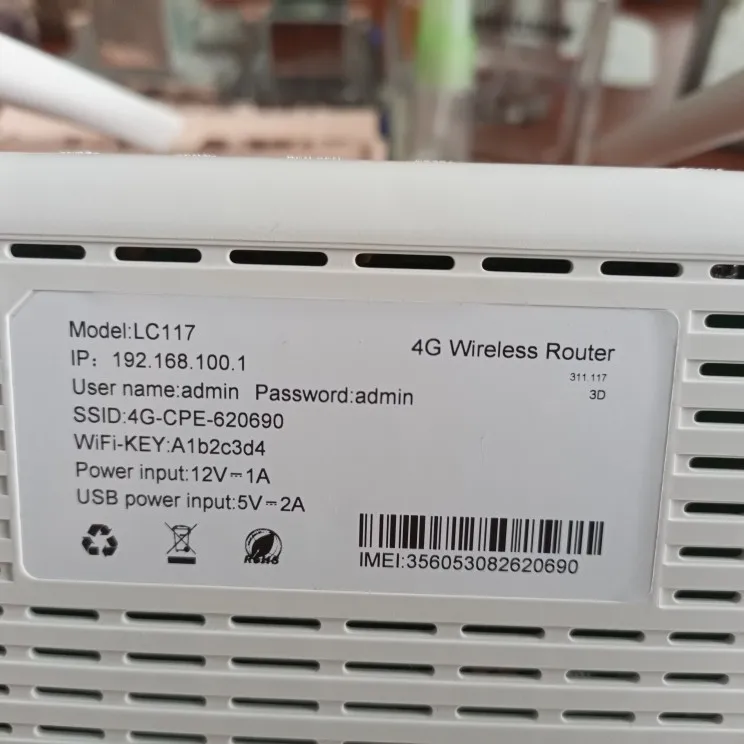 Model:LC117
IP: 192.168.100.1
User name:admin Password:admin
SSID:4G-CPE-620690
WiFi-KEY:A1b2c3d4
Power input:12V⎓1A
USB power input:5V⎓2A
4G Wireless Router
311 117
3D
RoHS
IMEI:356053082620690